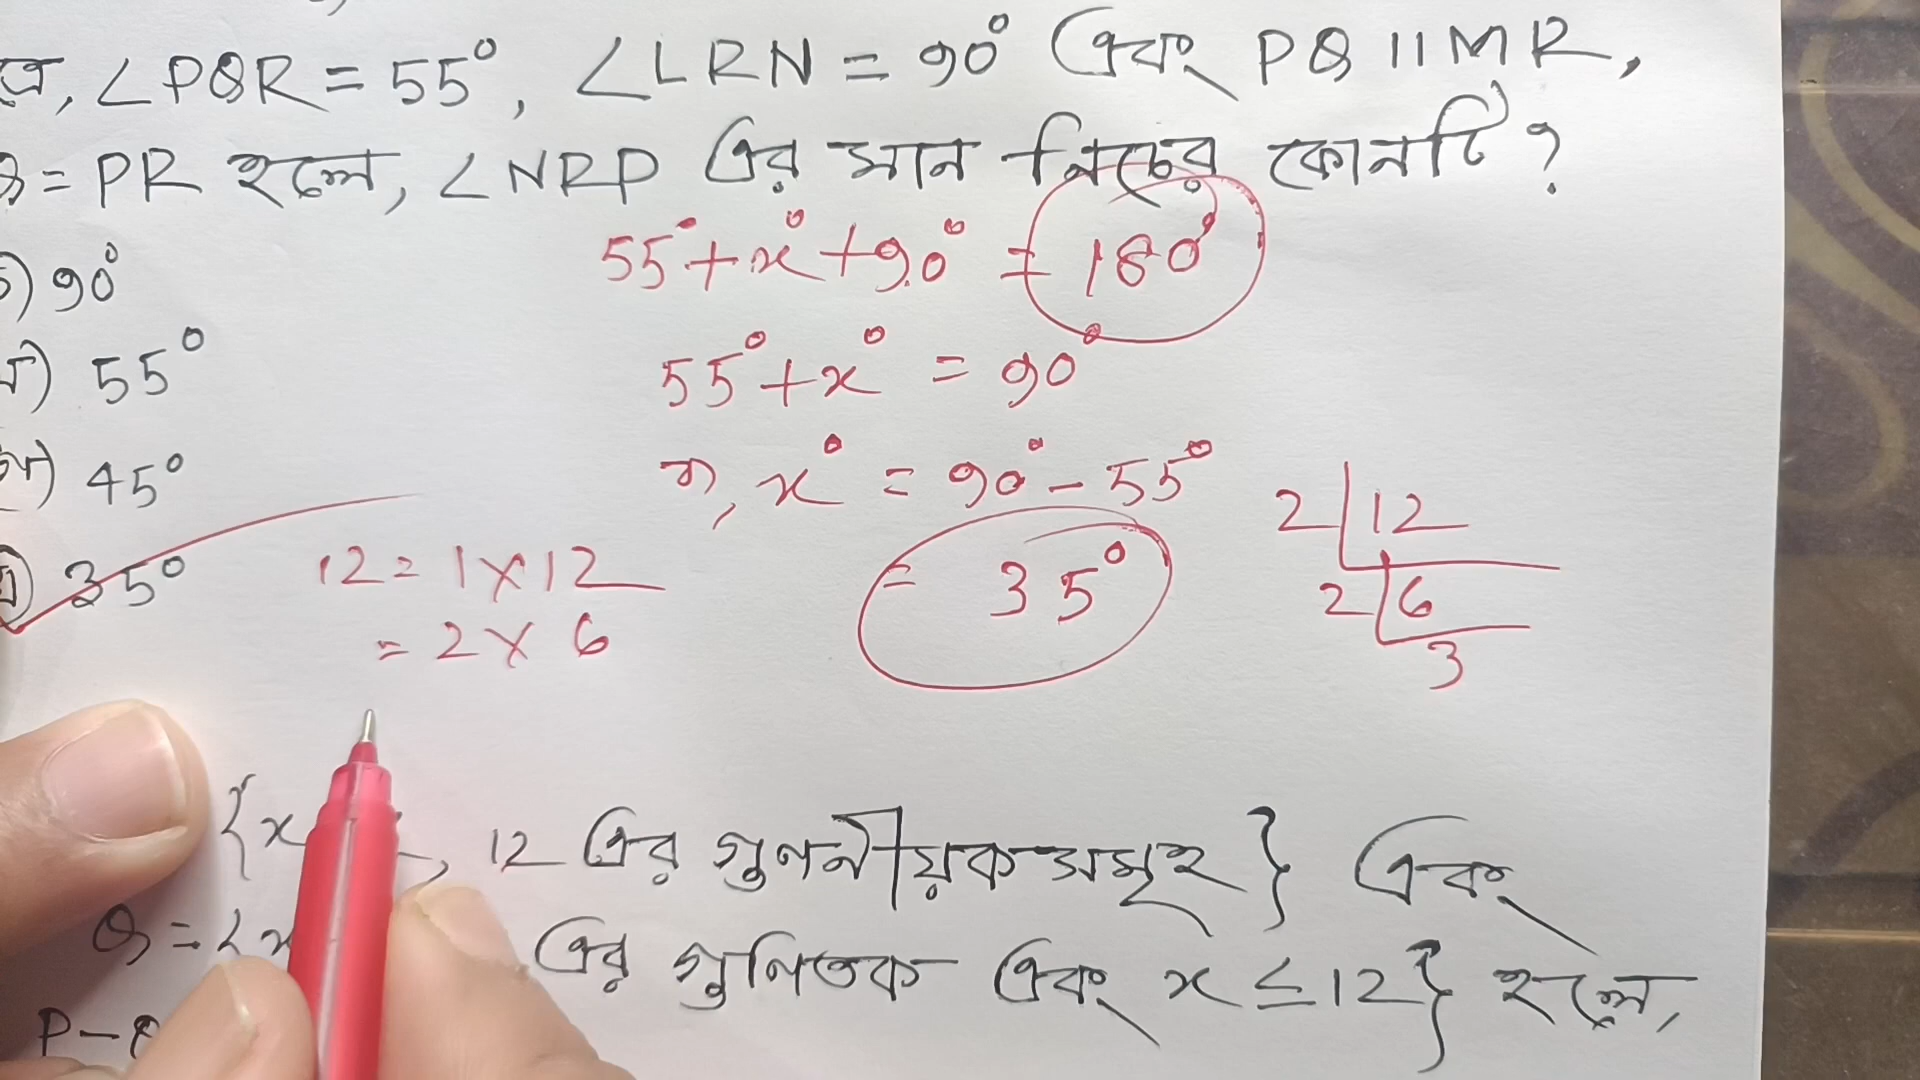 ∠PQR = 55°, ∠LRN = 90° এবং PQ || MR,
= PR হলে, ∠NRP এর মান নিচের কোনটি?
55° + x° + 90° = 180°
) 90°
55° + x° = 90°
) 55°
বা, x° = 90° - 55°
) 45°
= 35°
) 35°
12 = 1 × 12
= 2 × 6
2 | 12
2 | 6
3
{x , 12 এর গুণনীয়কসমূহ} এবং
Q = {x এর গুণিতক এবং x ≤ 12} হলে,
P -